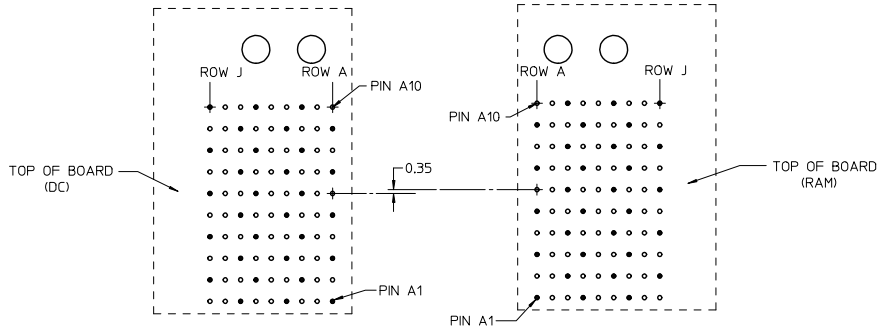 ROW J
ROW A
PIN A10
TOP OF BOARD
(DC)
0.35
PIN A1
ROW A
ROW J
PIN A10
TOP OF BOARD
(RAM)
PIN A1